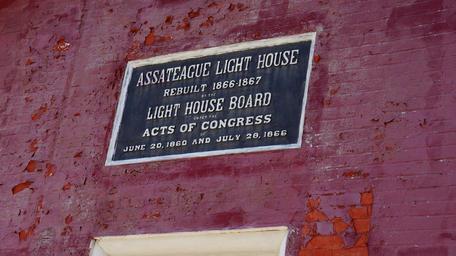 ASSATEAGUE LIGHT HOUSE
REBUILT 1866-1867
BY THE
LIGHT HOUSE BOARD
UNDER THE
ACTS OF CONGRESS
OF
JUNE 20, 1860 AND JULY 28, 1866